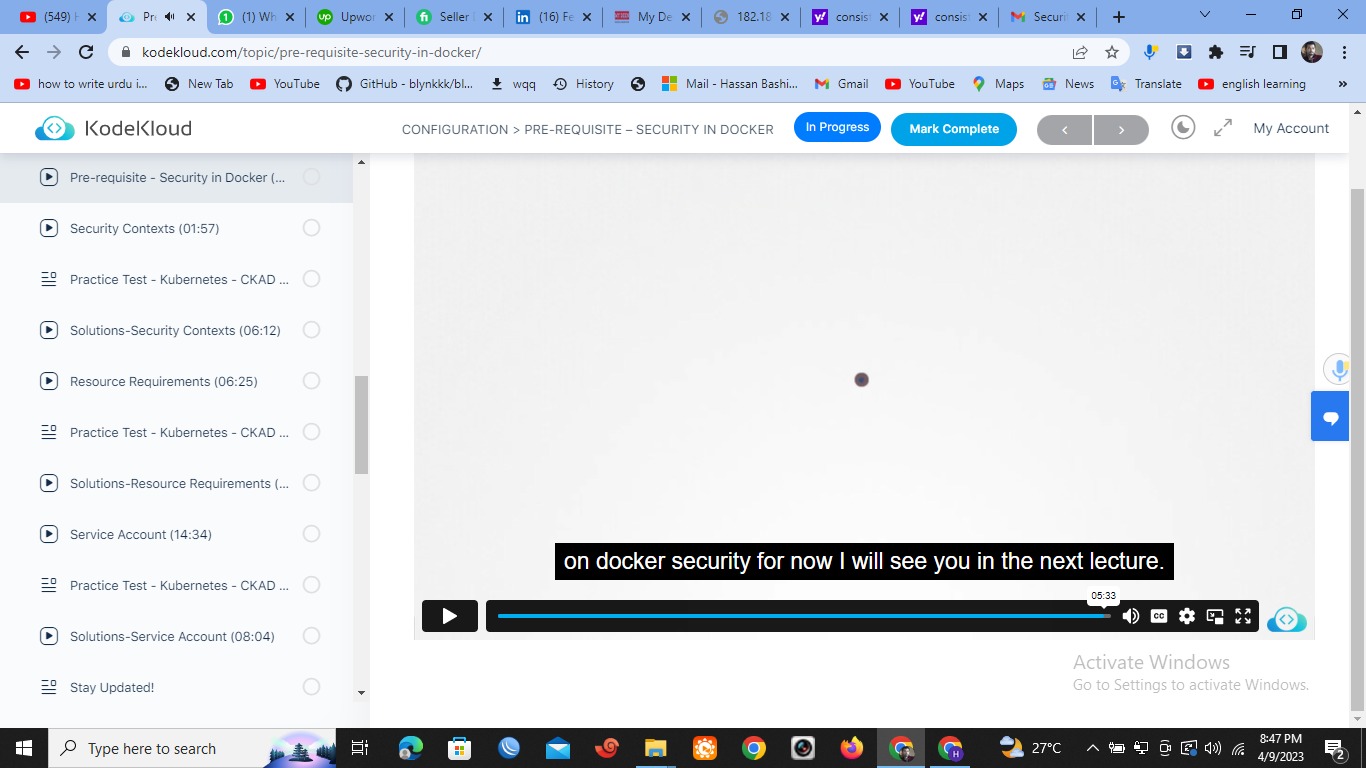 (549) H
Pre
(1) Wh
Upwor
Seller
(16) Fe
My De
182.18
consist
consist
Securit
kodekloud.com/topic/pre-requisite-security-in-docker/
how to write urdu i...
New Tab
YouTube
GitHub - blynkkk/bl...
wqq
History
Mail - Hassan Bashi...
Gmail
YouTube
Maps
News
Translate
english learning
»
KodeKloud
CONFIGURATION > PRE-REQUISITE – SECURITY IN DOCKER
In Progress
Mark Complete
<
>
My Account
Pre-requisite - Security in Docker (...
Security Contexts (01:57)
Practice Test - Kubernetes - CKAD ...
Solutions-Security Contexts (06:12)
Resource Requirements (06:25)
Practice Test - Kubernetes - CKAD ...
Solutions-Resource Requirements (...
Service Account (14:34)
Practice Test - Kubernetes - CKAD ...
Solutions-Service Account (08:04)
Stay Updated!
on docker security for now I will see you in the next lecture.
05:33
CC
Activate Windows
Go to Settings to activate Windows.
Type here to search
27°C
8:47 PM
4/9/2023
2